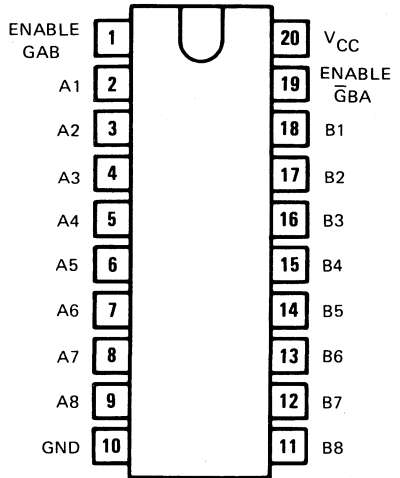 ENABLE
GAB 1 20 VCC
A1 2 19 ENABLE
G̅BA
A2 3 18 B1
A3 4 17 B2
A4 5 16 B3
A5 6 15 B4
A6 7 14 B5
A7 8 13 B6
A8 9 12 B7
GND 10 11 B8